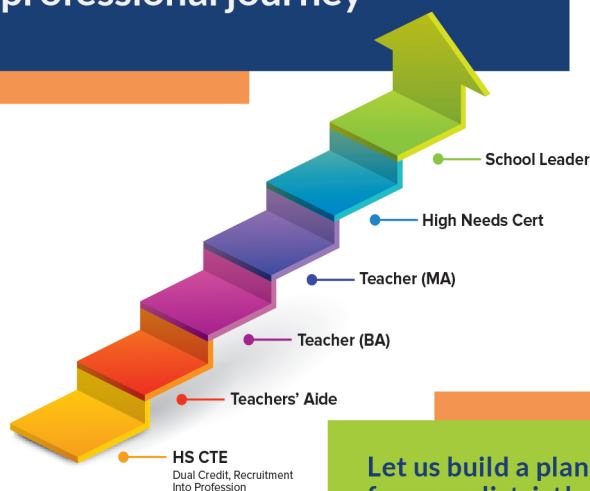 professional journey
School Leader
High Needs Cert
Teacher (MA)
Teacher (BA)
Teachers' Aide
HS CTE
Dual Credit, Recruitment
Into Profession
Let us build a plan